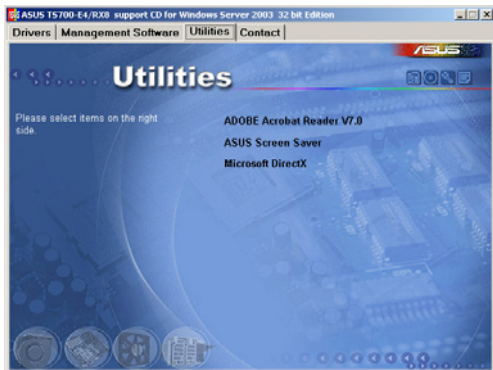 ASUS TS700-E4/RX8 support CD for Windows Server 2003 32 bit Edition
Drivers Management Software Utilities Contact
ASUS
Utilities
Please select items on the right
side.
ADOBE Acrobat Reader V7.0
ASUS Screen Saver
Microsoft DirectX